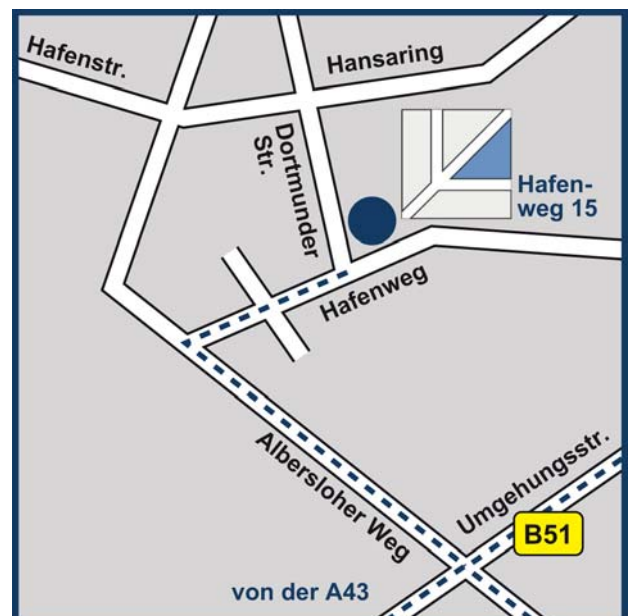 Hafenstr.
Hansaring
Dortmunder
Str.
Hafen-
weg 15
Hafenweg
Albersloher Weg
Umgehungsstr.
B51
von der A43